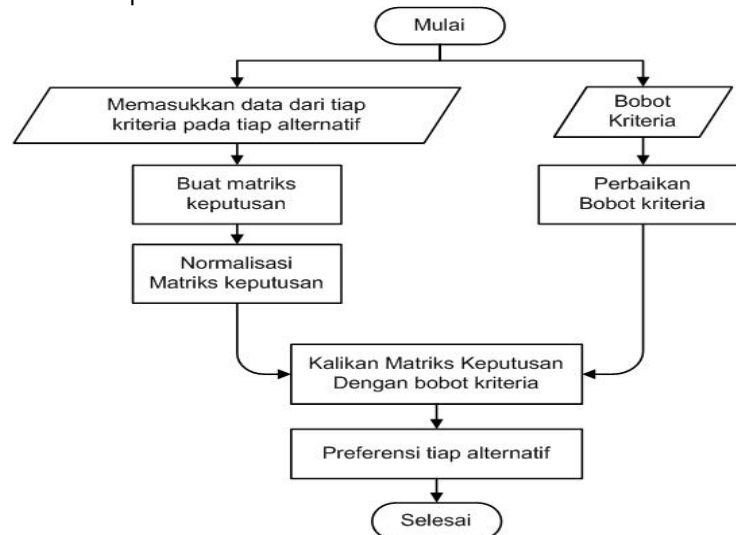 Mulai
Memasukkan data dari tiap
kriteria pada tiap alternatif
Bobot
Kriteria
Buat matriks
keputusan
Perbaikan
Bobot kriteria
Normalisasi
Matriks keputusan
Kalikan Matriks Keputusan
Dengan bobot kriteria
Preferensi tiap alternatif
Selesai